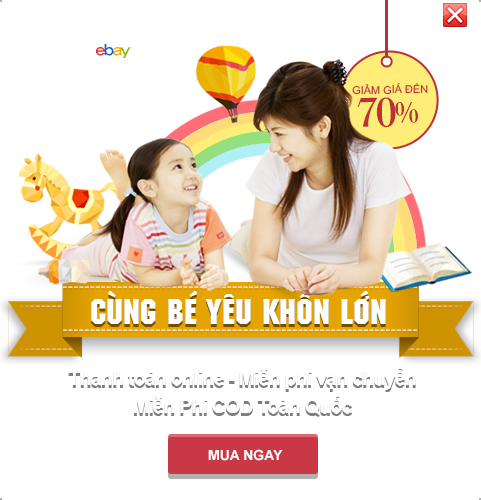 ebay
GIẢM GIÁ ĐẾN
70%
CÙNG BÉ YÊU KHÔN LỚN
Thanh toán online - Miễn phí vận chuyển
Miễn Phí COD Toàn Quốc
MUA NGAY